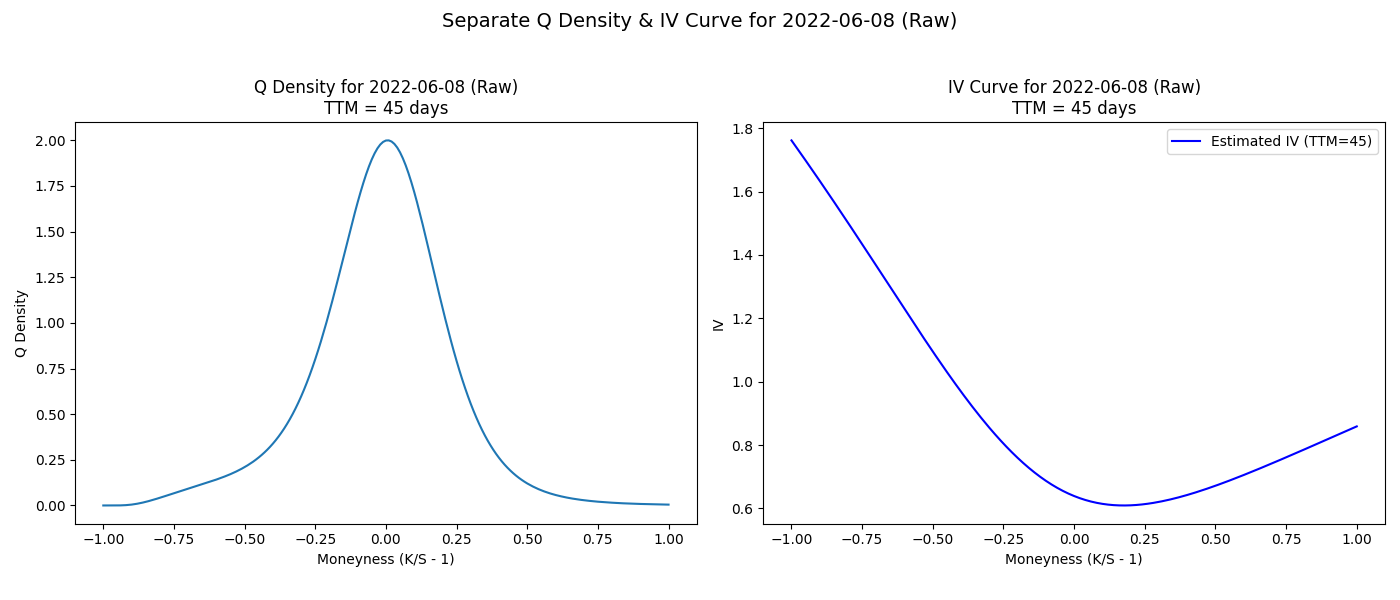 Separate Q Density & IV Curve for 2022-06-08 (Raw)
Q Density for 2022-06-08 (Raw)
TTM = 45 days
2.00
1.75
1.50
1.25
1.00
0.75
0.50
0.25
0.00
Q Density
−1.00 −0.75 −0.50 −0.25 0.00 0.25 0.50 0.75 1.00
Moneyness (K/S - 1)
IV Curve for 2022-06-08 (Raw)
TTM = 45 days
Estimated IV (TTM=45)
1.8
1.6
1.4
1.2
1.0
0.8
0.6
IV
−1.00 −0.75 −0.50 −0.25 0.00 0.25 0.50 0.75 1.00
Moneyness (K/S - 1)